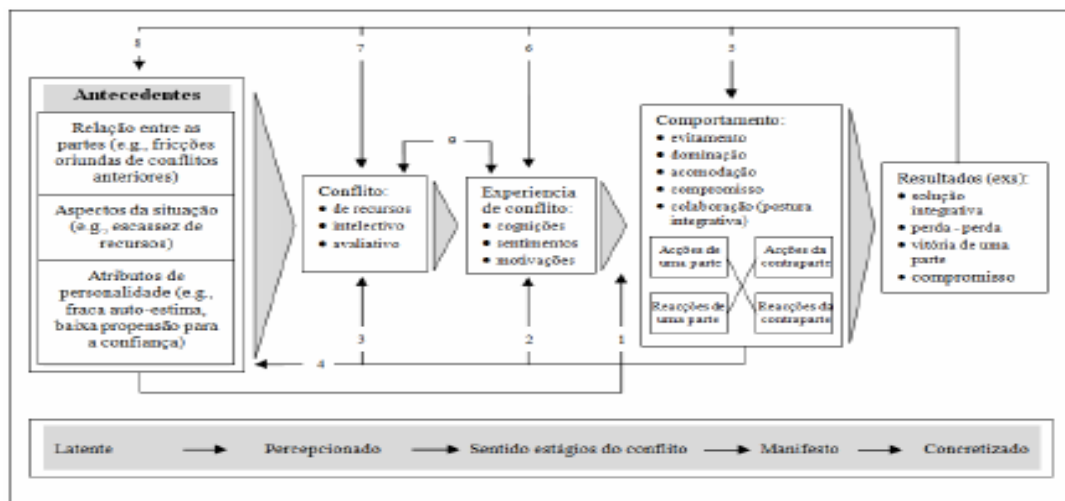 8
7
6
5
Antecedentes
Relação entre as
partes (e.g., fricções
oriundas de conflitos
anteriores)
Aspectos da situação
(e.g., escassez de
recursos)
Atributos de
personalidade (e.g.,
fraca auto-estima,
baixa propensão para
a confiança)
9
Conflito:
• de recursos
• intelectivo
• avaliativo
Experiencia
de conflito:
• cognições
• sentimentos
• motivações
Comportamento:
• evitamento
• dominação
• acomodação
• compromisso
• colaboração (postura
integrativa)
Acções de
uma parte
Acções da
contraparte
Reacções de
uma parte
Reacções da
contraparte
Resultados (exs):
• solução
integrativa
• perda-perda
• vitória de uma
parte
• compromisso
3
2
1
4
Latente Percepcionado Sentido estágios do conflito Manifesto Concretizado